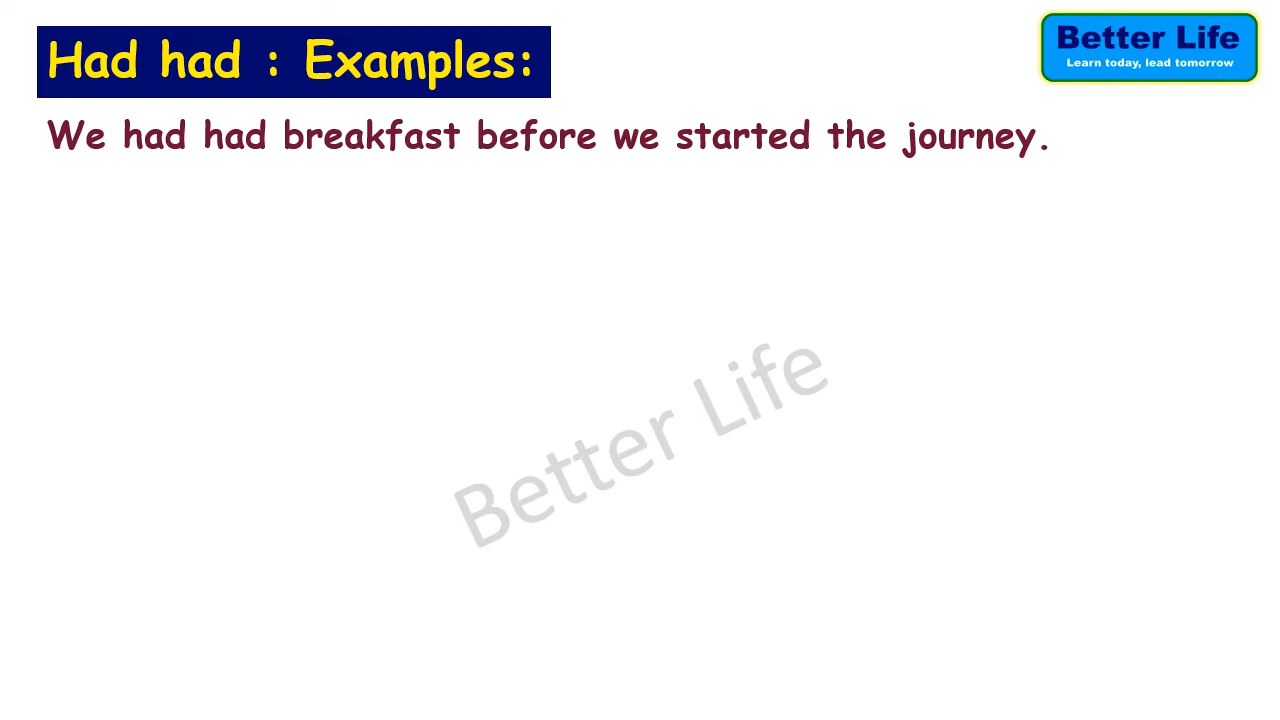 Had had : Examples:
Better Life
Learn today, lead tomorrow
We had had breakfast before we started the journey.
Better Life